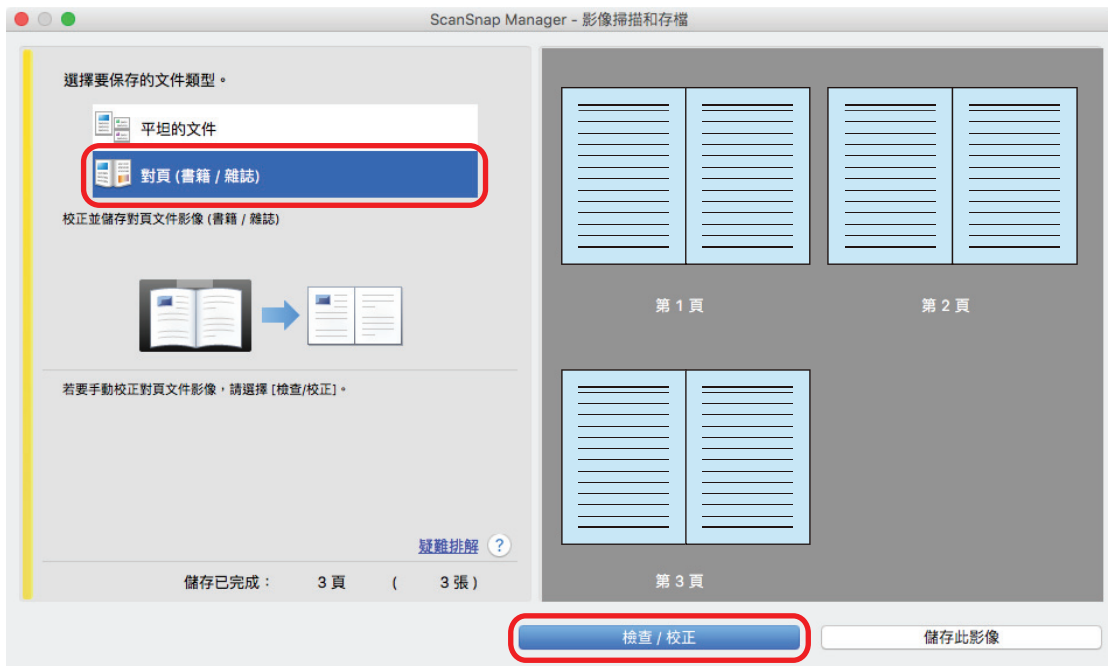 ScanSnap Manager - 影像掃描和存檔
選擇要保存的文件類型。
平坦的文件
對頁 (書籍 / 雜誌)
校正並儲存對頁文件影像 (書籍 / 雜誌)
若要手動校正對頁文件影像，請選擇 [檢查/校正]。
疑難排解 ?
儲存已完成： 3 頁 ( 3 張 )
第 1 頁
第 2 頁
第 3 頁
檢查 / 校正
儲存此影像